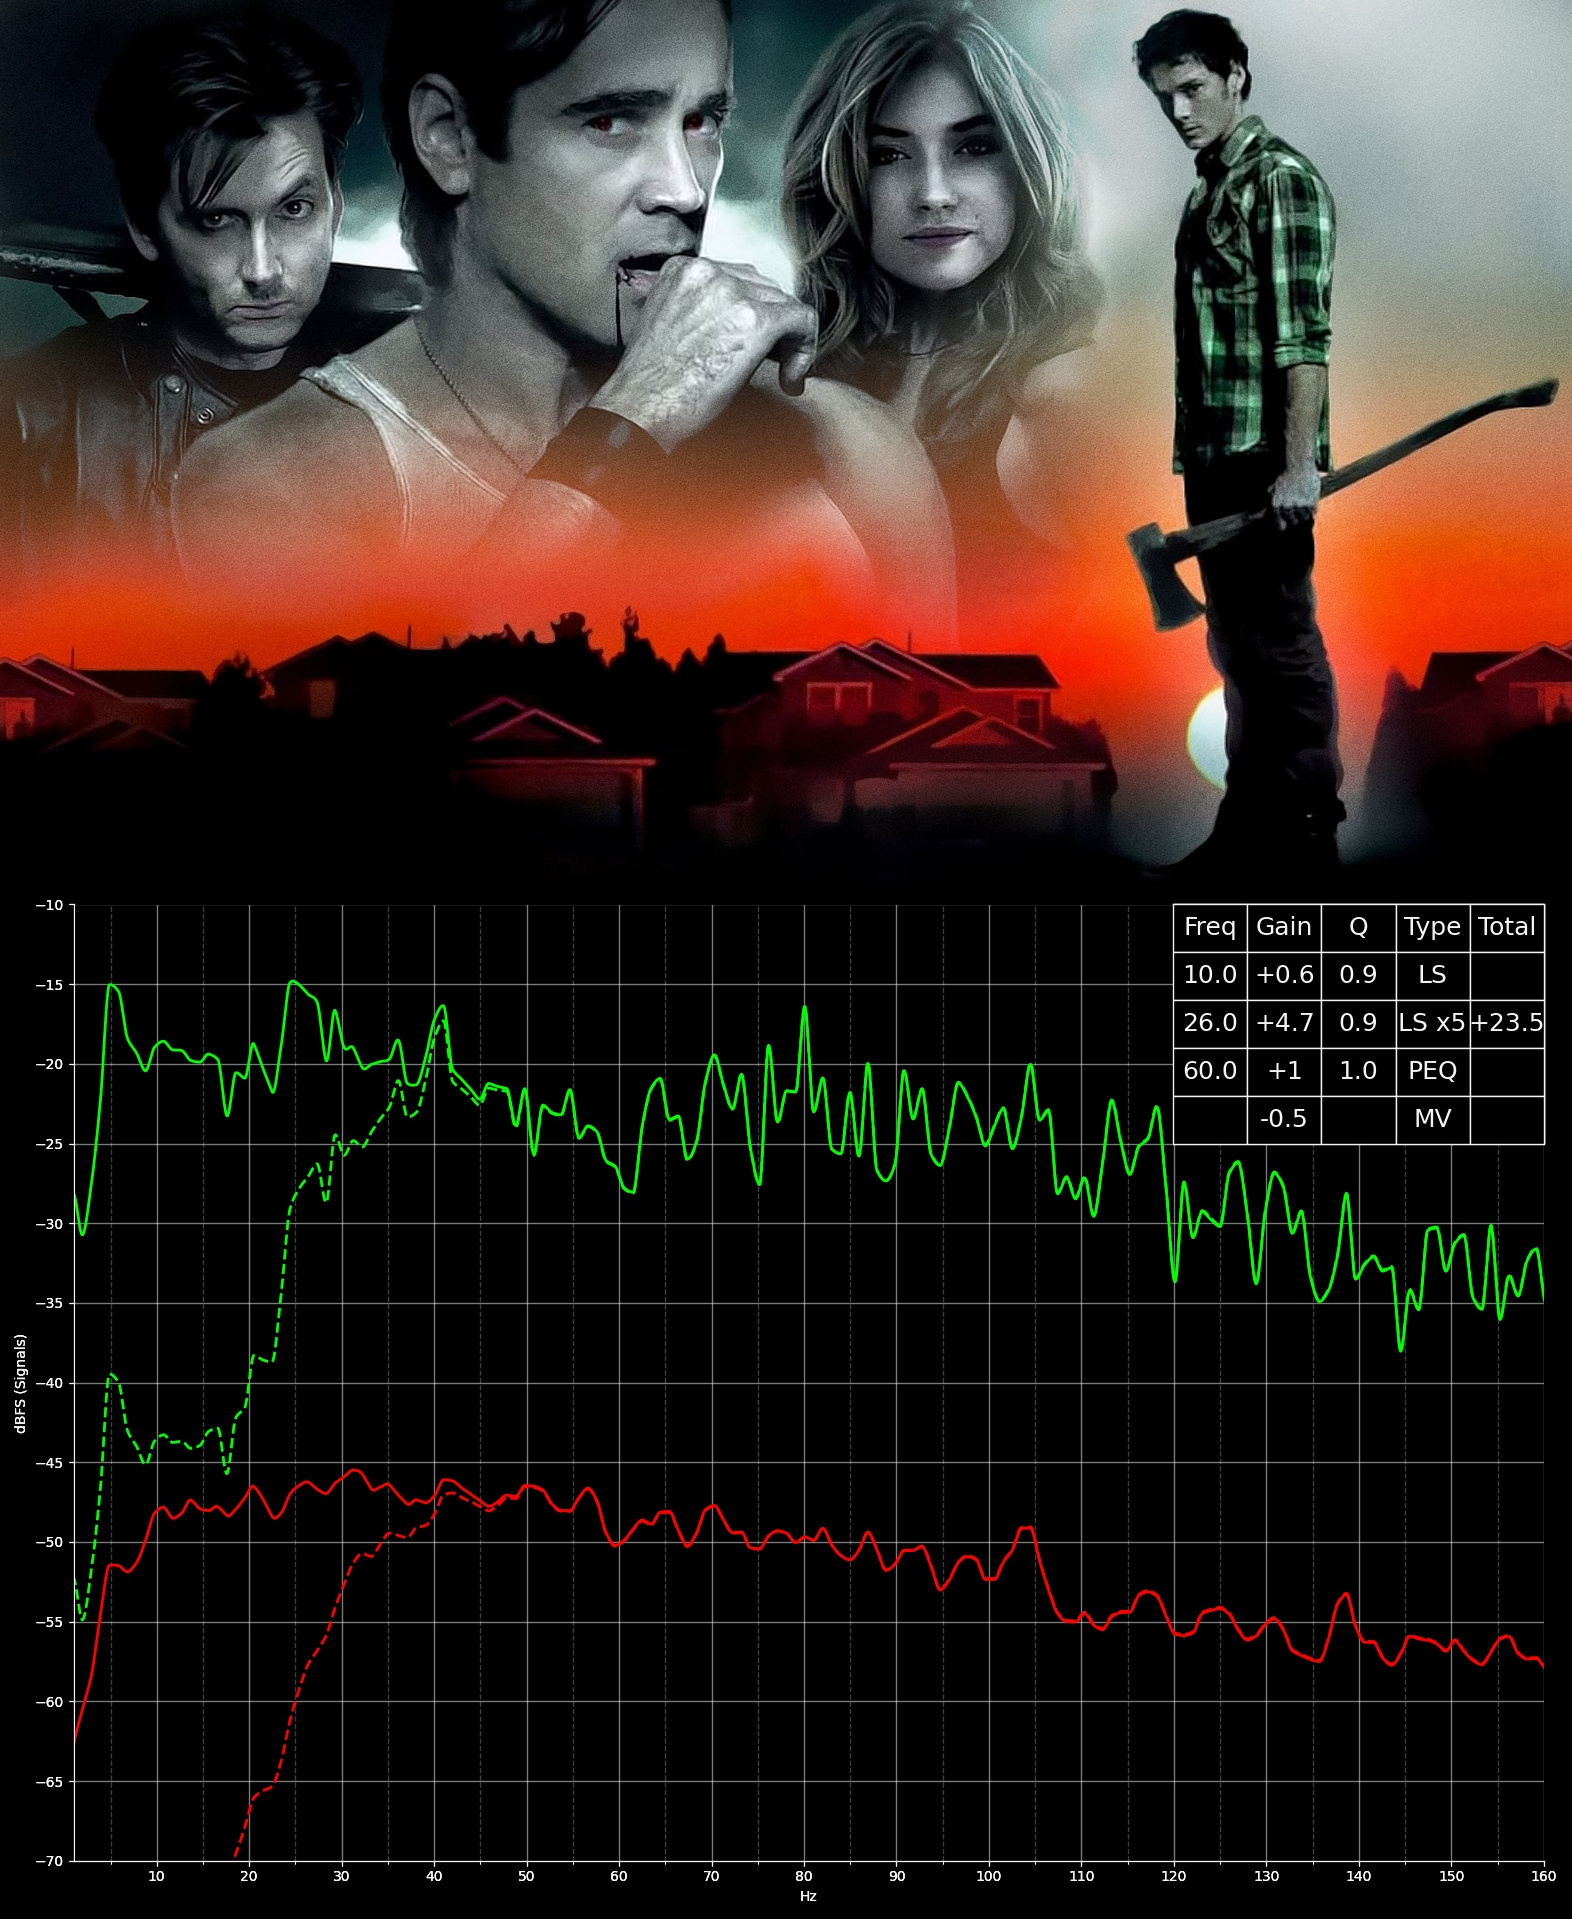 Freq Gain Q Type Total
10.0 +0.6 0.9 LS
26.0 +4.7 0.9 LS x5 +23.5
60.0 +1 1.0 PEQ
-0.5 MV
−10
−15
−20
−25
−30
−35
−40
−45
−50
−55
−60
−65
−70
dBFS (Signals)
10 20 30 40 50 60 70 80 90 100 110 120 130 140 150 160
Hz